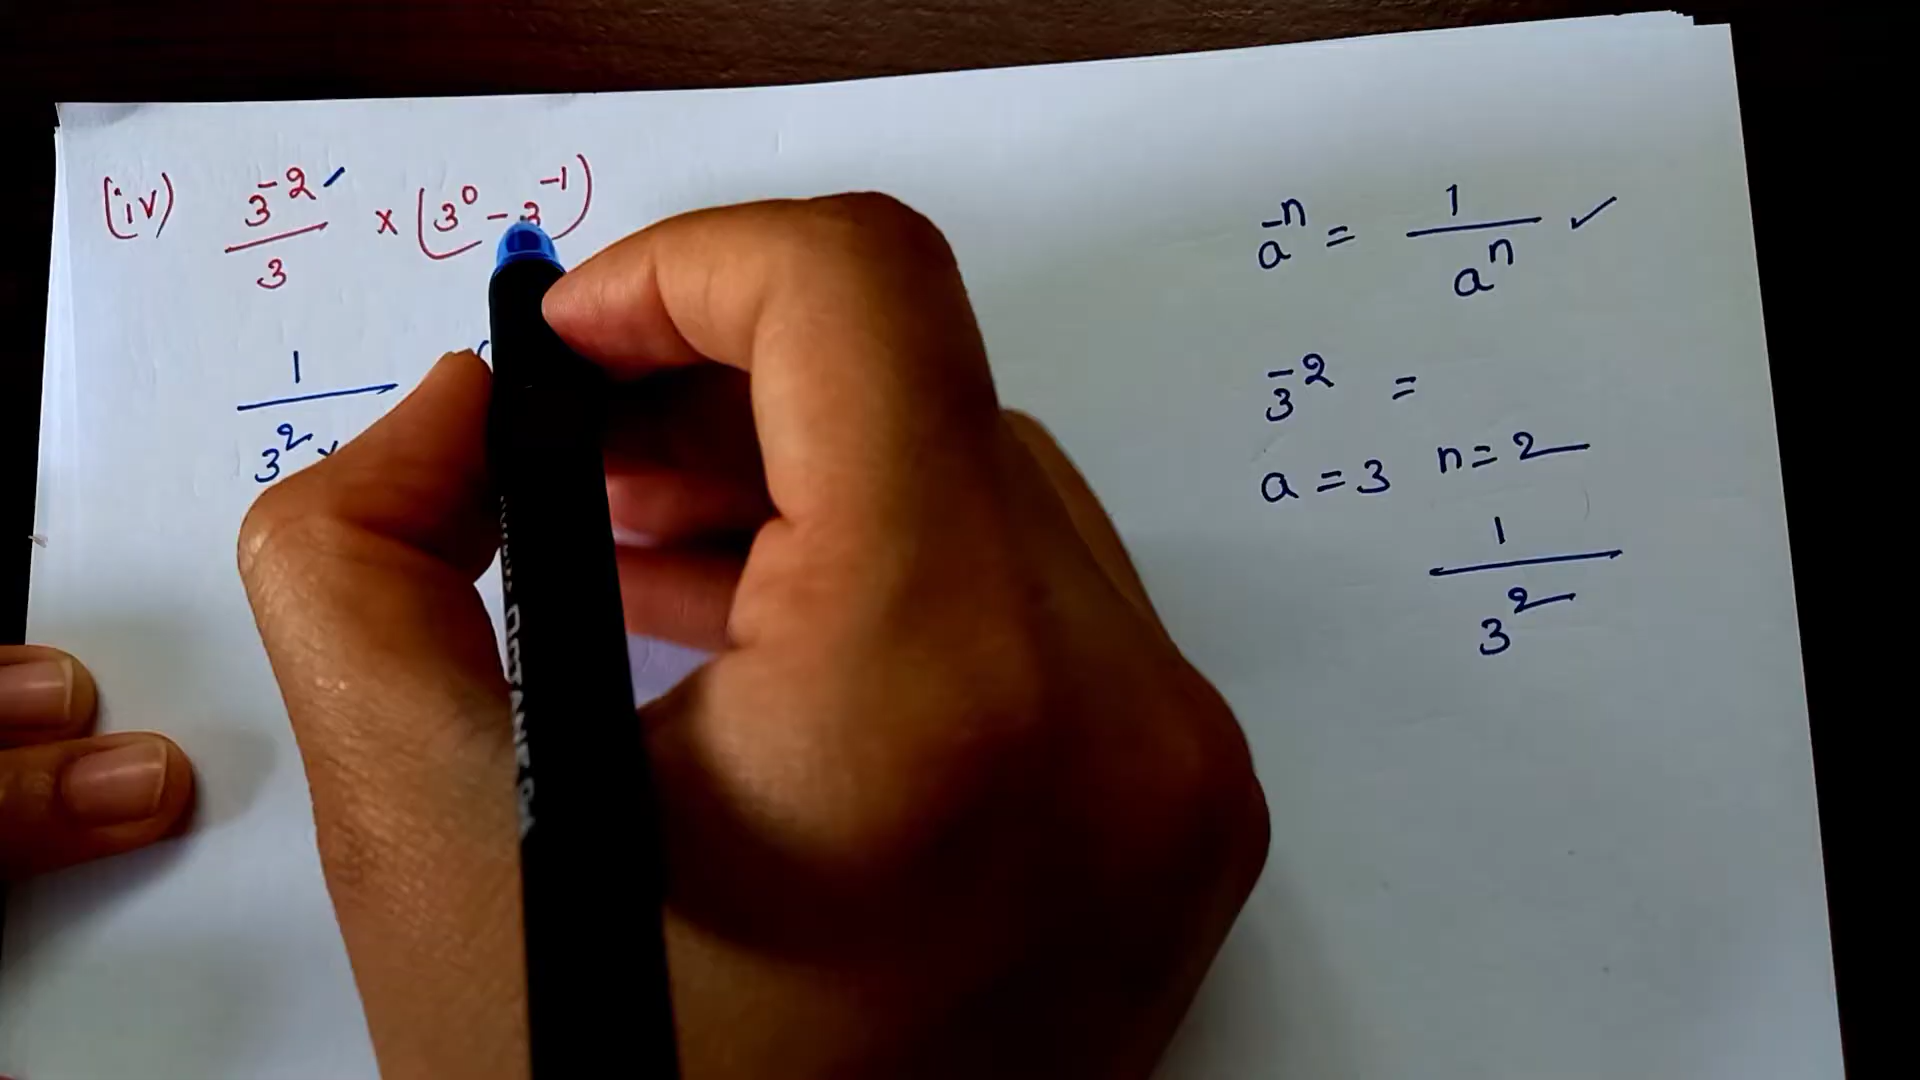 (iv) 3⁻² / 3 × (3⁰ - 3⁻¹)
1 / 3² ×
a⁻ⁿ = 1 / aⁿ ✓
3⁻² =
a = 3 n = 2
1 / 3²